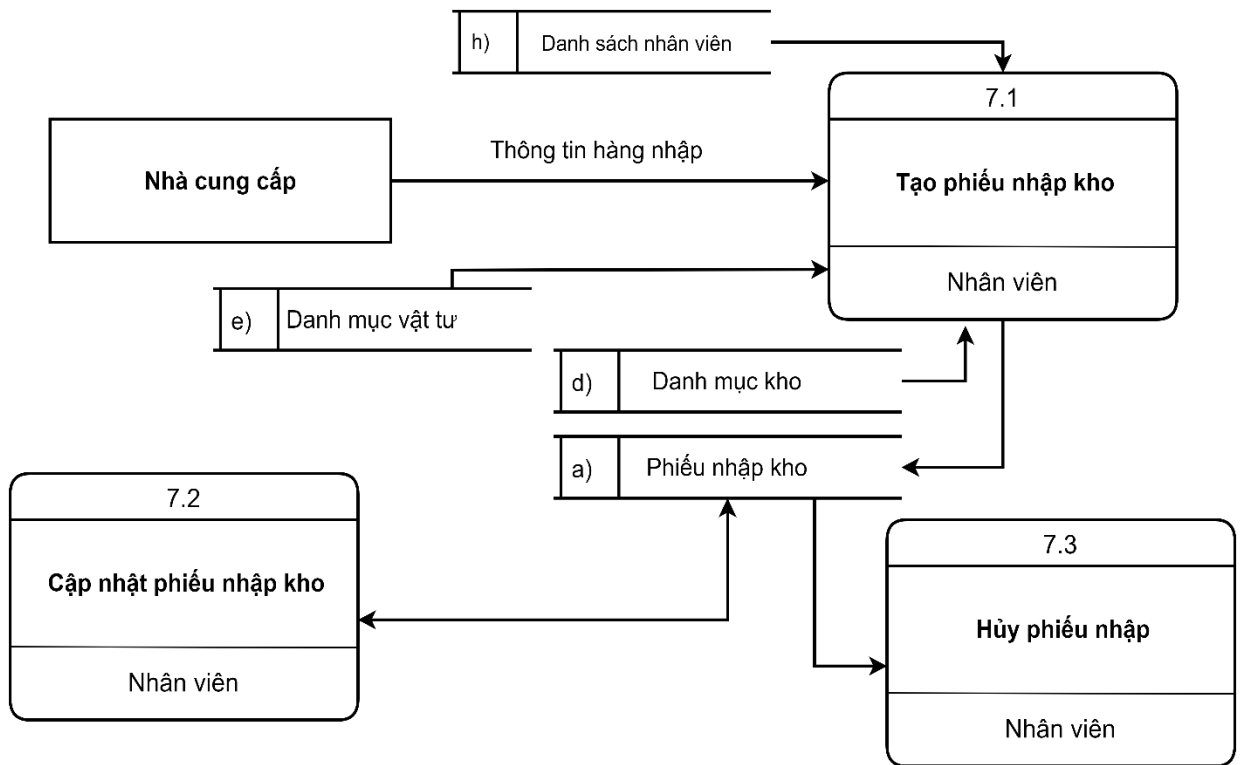 h)
Danh sách nhân viên
7.1
Nhà cung cấp
Thông tin hàng nhập
Tạo phiếu nhập kho
Nhân viên
e)
Danh mục vật tư
d)
Danh mục kho
a)
Phiếu nhập kho
7.2
Cập nhật phiếu nhập kho
Nhân viên
7.3
Hủy phiếu nhập
Nhân viên